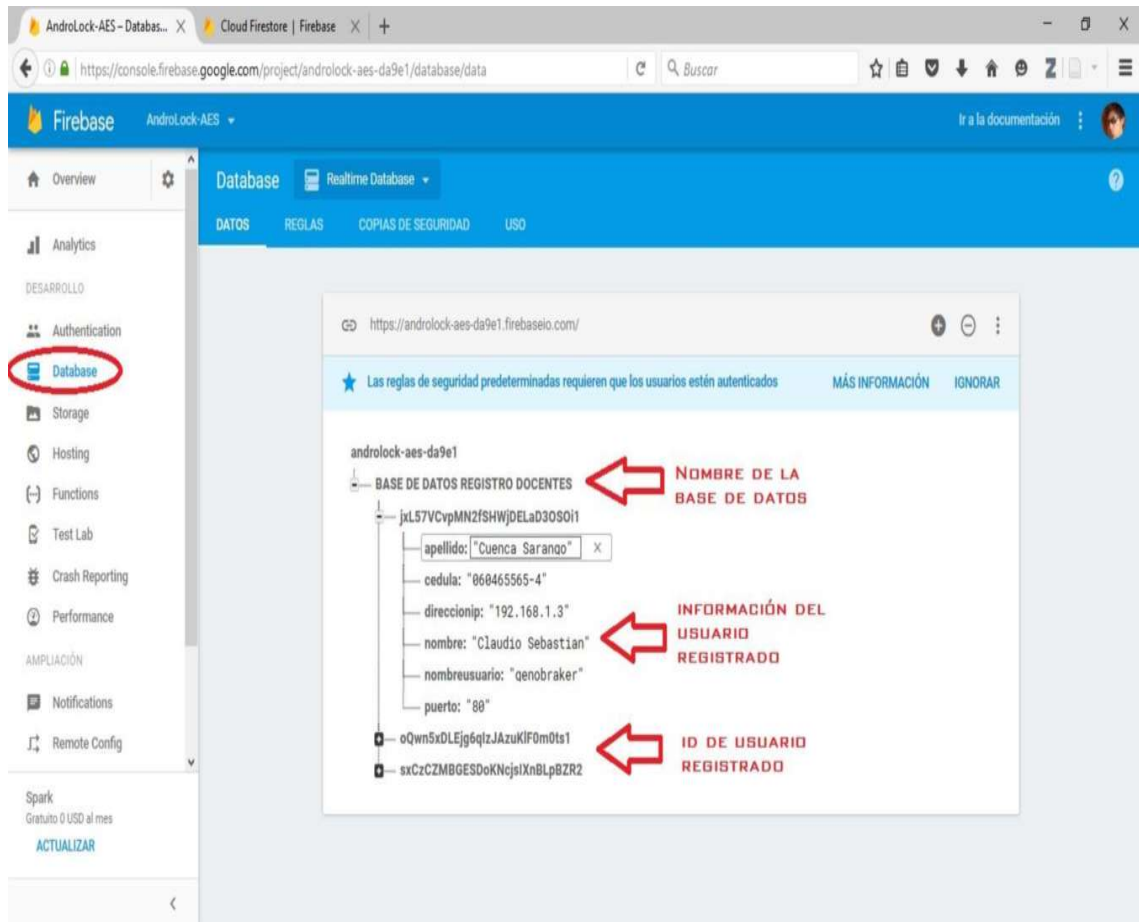 AndroLock-AES – Databas...
Cloud Firestore | Firebase
https://console.firebase.google.com/project/androlock-aes-da9e1/database/data
Buscar
Firebase
AndroLock-AES
Ir a la documentación
Overview
Database
Realtime Database
DATOS
REGLAS
COPIAS DE SEGURIDAD
USO
Analytics
DESARROLLO
Authentication
Database
Storage
Hosting
Functions
Test Lab
Crash Reporting
Performance
AMPLIACIÓN
Notifications
Remote Config
Spark
Gratuito 0 USD al mes
ACTUALIZAR
https://androlock-aes-da9e1.firebaseio.com/
Las reglas de seguridad predeterminadas requieren que los usuarios estén autenticados
MÁS INFORMACIÓN
IGNORAR
androlock-aes-da9e1
BASE DE DATOS REGISTRO DOCENTES
NOMBRE DE LA
BASE DE DATOS
jxL57VCvpMN2fSHWjDELaD3OSOi1
apellido: "Cuenca Sarango"
cedula: "060465565-4"
direccionip: "192.168.1.3"
nombre: "Claudio Sebastian"
nombreusuario: "genobraker"
puerto: "80"
INFORMACIÓN DEL
USUARIO
REGISTRADO
oQwn5xDLEjg6qIzJAzuKlF0m0ts1
sxCzCZMBGESDoKNcjsIXnBLpBZR2
ID DE USUARIO
REGISTRADO